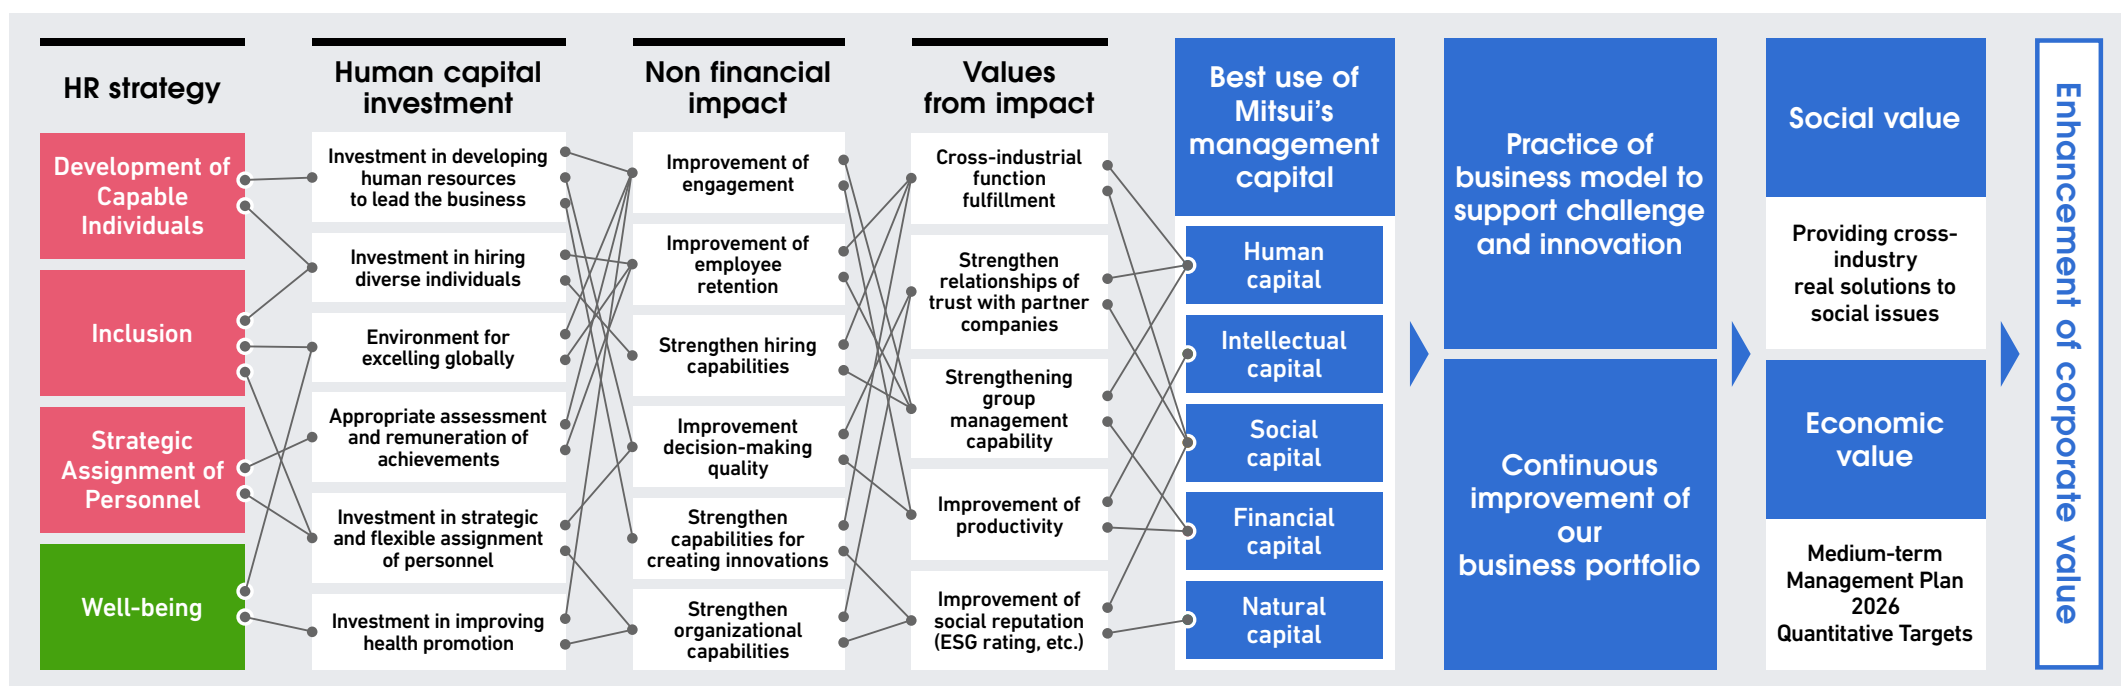 HR strategy
Development of
Capable
Individuals
Inclusion
Strategic
Assignment of
Personnel
Well-being
Human capital
investment
Investment in developing
human resources
to lead the business
Investment in hiring
diverse individuals
Environment for
excelling globally
Appropriate assessment
and remuneration of
achievements
Investment in strategic
and flexible assignment
of personnel
Investment in improving
health promotion
Non financial
impact
Improvement of
engagement
Improvement of
employee
retention
Strengthen hiring
capabilities
Improvement
decision-making
quality
Strengthen
capabilities for
creating innovations
Strengthen
organizational
capabilities
Values
from impact
Cross-industrial
function
fulfillment
Strengthen
relationships of
trust with partner
companies
Strengthening
group
management
capability
Improvement of
productivity
Improvement of
social reputation
(ESG rating, etc.)
Best use of
Mitsui's
management
capital
Human
capital
Intellectual
capital
Social
capital
Financial
capital
Natural
capital
Practice of
business model to
support challenge
and innovation
Continuous
improvement of
our
business portfolio
Social value
Providing cross-
industry
real solutions to
social issues
Economic
value
Medium-term
Management Plan
2026
Quantitative Targets
Enhancement of corporate value